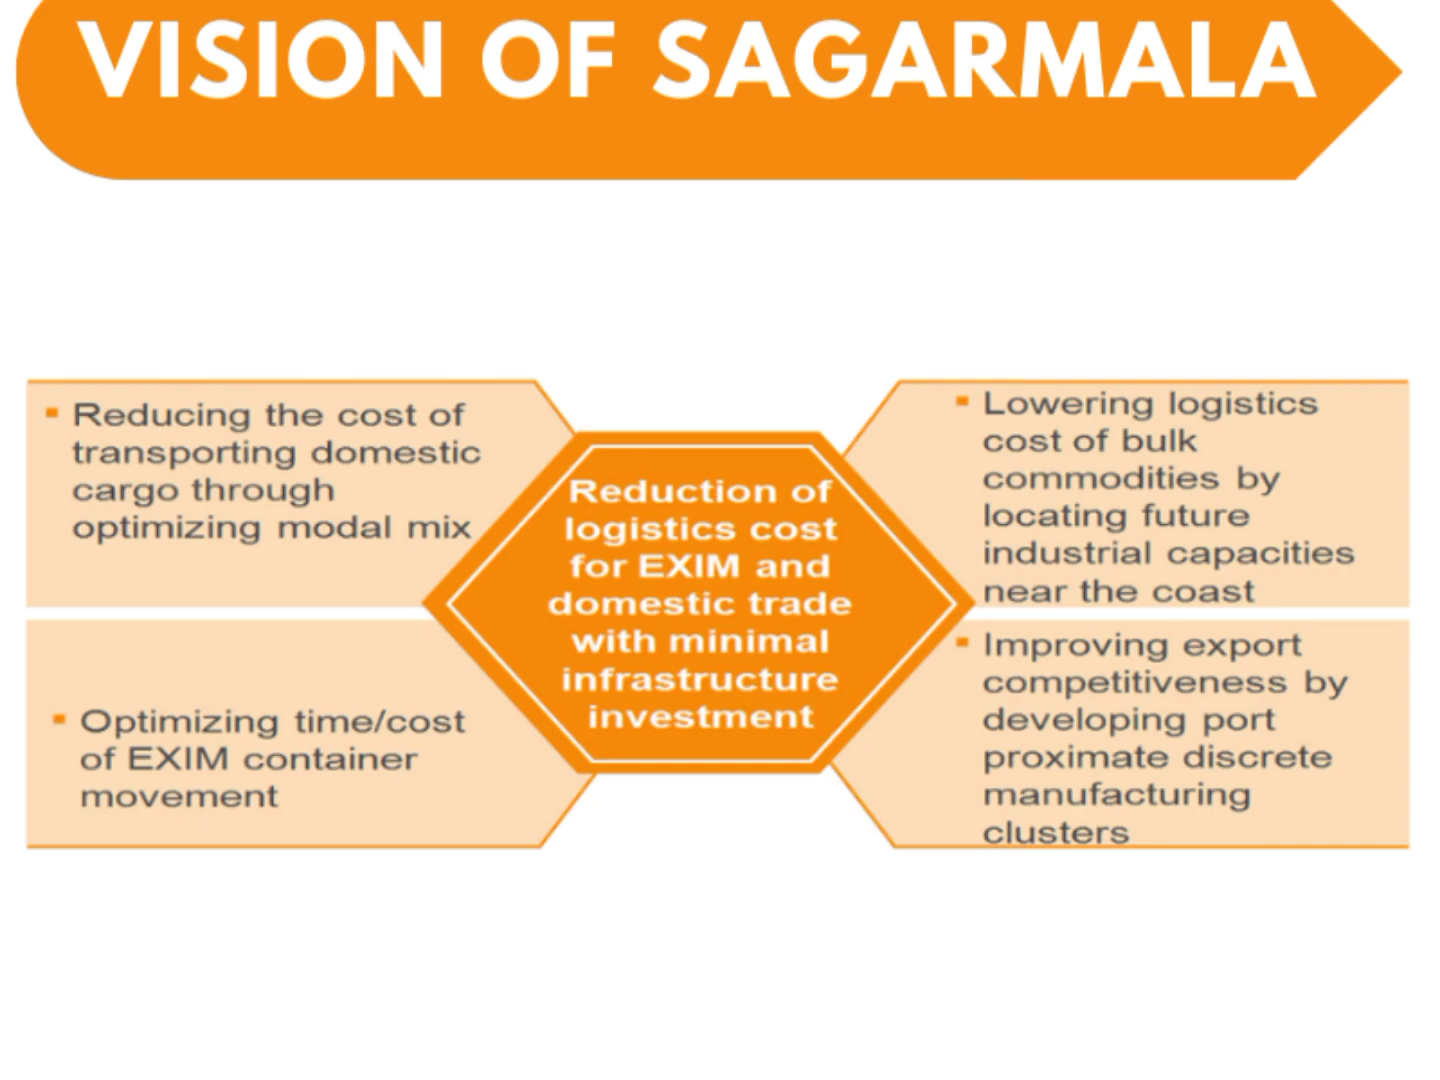 VISION OF SAGARMALA
▪ Reducing the cost of
transporting domestic
cargo through
optimizing modal mix
▪ Optimizing time/cost
of EXIM container
movement
Reduction of
logistics cost
for EXIM and
domestic trade
with minimal
infrastructure
investment
▪ Lowering logistics
cost of bulk
commodities by
locating future
industrial capacities
near the coast
▪ Improving export
competitiveness by
developing port
proximate discrete
manufacturing
clusters